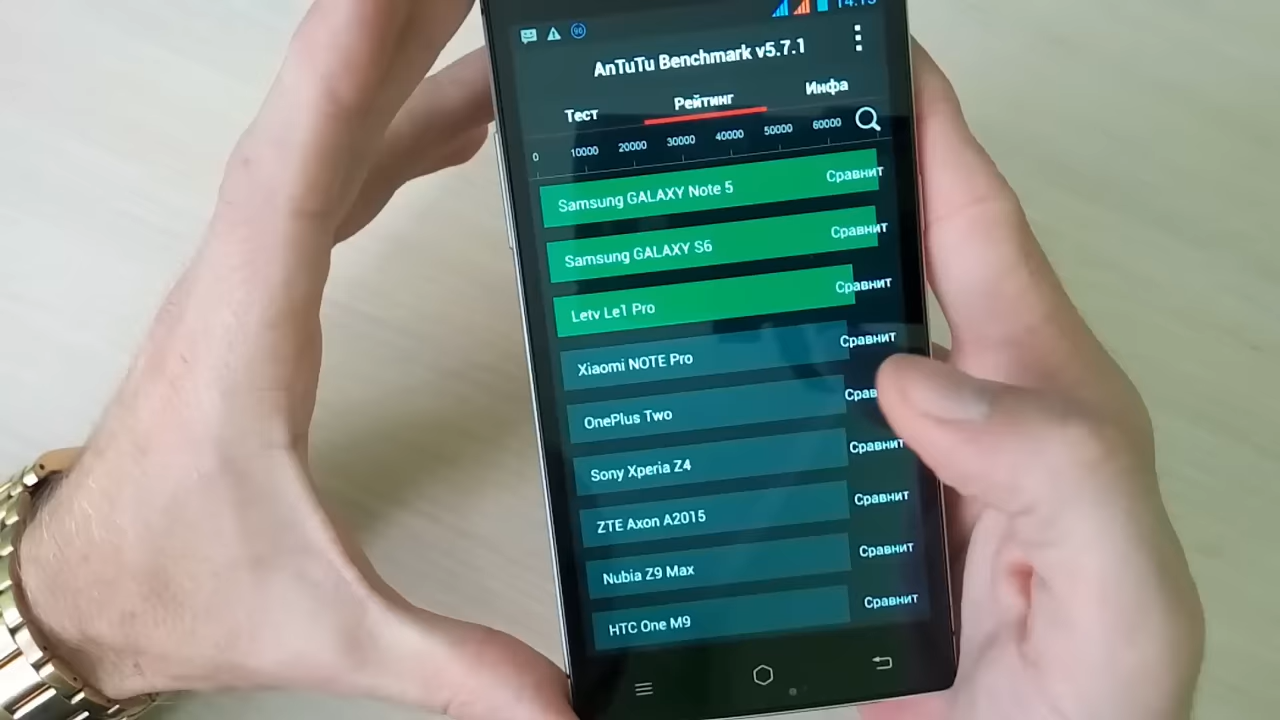 96
AnTuTu Benchmark v5.7.1
Тест Рейтинг Инфа
0 10000 20000 30000 40000 50000 60000
Samsung GALAXY Note 5 Сравнит
Samsung GALAXY S6 Сравнит
Letv Le1 Pro Сравнит
Xiaomi NOTE Pro Сравнит
OnePlus Two Срав
Sony Xperia Z4 Сравнит
ZTE Axon A2015 Сравнит
Nubia Z9 Max Сравнит
HTC One M9 Сравнит